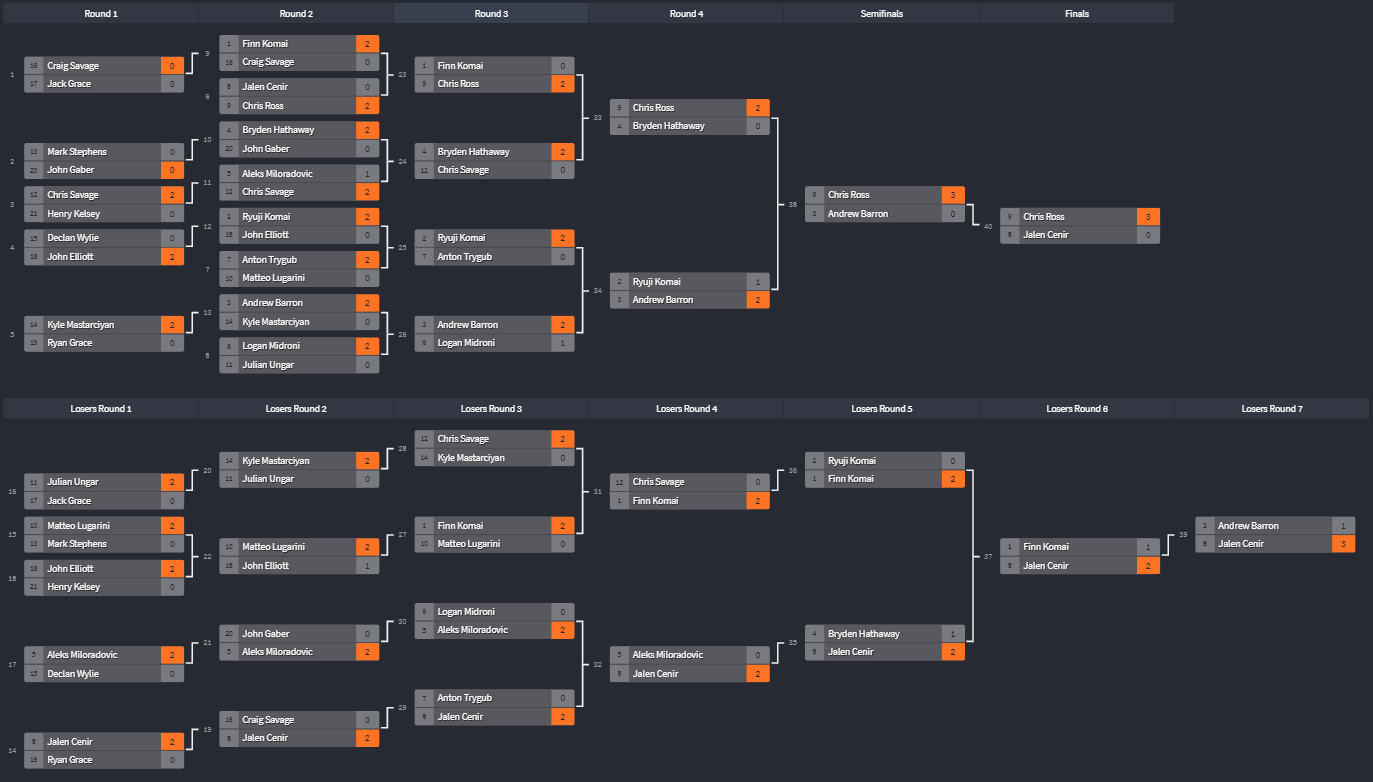 Round 1 Round 2 Round 3 Round 4 Semifinals Finals
1
16 Craig Savage 0
17 Jack Grace 0
2
13 Mark Stephens 0
20 John Gaber 0
3
12 Chris Savage 2
21 Henry Kelsey 0
4
15 Declan Wylie 0
18 John Elliott 2
5
14 Kyle Mastarciyan 2
19 Ryan Grace 0
9
1 Finn Komai 2
16 Craig Savage 0
6
8 Jalen Cenir 0
9 Chris Ross 2
10
4 Bryden Hathaway 2
20 John Gaber 0
11
5 Aleks Miloradovic 1
12 Chris Savage 2
12
2 Ryuji Komai 2
18 John Elliott 0
7
7 Anton Trygub 2
10 Matteo Lugarini 0
13
3 Andrew Barron 2
14 Kyle Mastarciyan 0
8
6 Logan Midroni 2
11 Julian Ungar 0
23
1 Finn Komai 0
9 Chris Ross 2
24
4 Bryden Hathaway 2
12 Chris Savage 0
25
2 Ryuji Komai 2
7 Anton Trygub 0
26
3 Andrew Barron 2
6 Logan Midroni 1
33
9 Chris Ross 2
4 Bryden Hathaway 0
34
2 Ryuji Komai 1
3 Andrew Barron 2
38
9 Chris Ross 3
3 Andrew Barron 0
40
9 Chris Ross 3
8 Jalen Cenir 0
Losers Round 1 Losers Round 2 Losers Round 3 Losers Round 4 Losers Round 5 Losers Round 6 Losers Round 7
16
11 Julian Ungar 2
17 Jack Grace 0
15
10 Matteo Lugarini 2
13 Mark Stephens 0
18
18 John Elliott 2
21 Henry Kelsey 0
17
5 Aleks Miloradovic 2
15 Declan Wylie 0
14
8 Jalen Cenir 2
19 Ryan Grace 0
20
14 Kyle Mastarciyan 2
11 Julian Ungar 0
22
10 Matteo Lugarini 2
18 John Elliott 1
21
20 John Gaber 0
5 Aleks Miloradovic 2
19
16 Craig Savage 0
8 Jalen Cenir 2
28
12 Chris Savage 2
14 Kyle Mastarciyan 0
27
1 Finn Komai 2
10 Matteo Lugarini 0
30
6 Logan Midroni 0
5 Aleks Miloradovic 2
29
7 Anton Trygub 0
8 Jalen Cenir 2
31
12 Chris Savage 0
1 Finn Komai 2
32
5 Aleks Miloradovic 0
8 Jalen Cenir 2
36
2 Ryuji Komai 0
1 Finn Komai 2
35
4 Bryden Hathaway 1
8 Jalen Cenir 2
37
1 Finn Komai 1
8 Jalen Cenir 2
39
3 Andrew Barron 1
8 Jalen Cenir 3